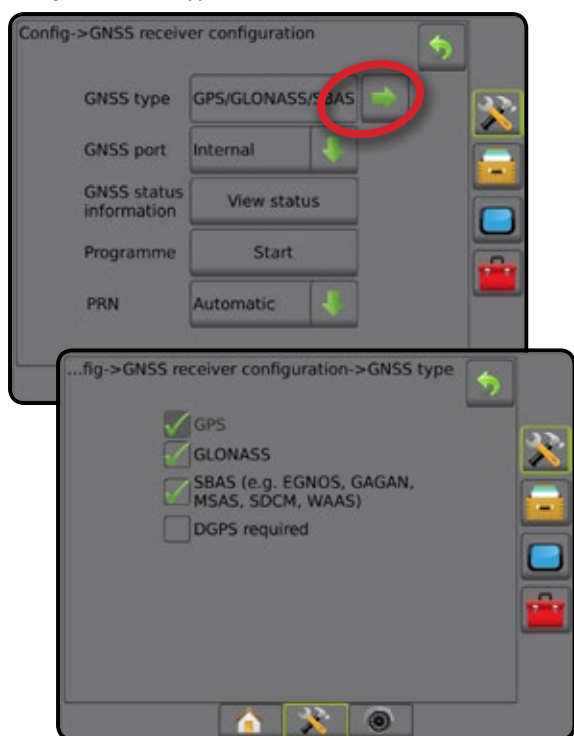 Config->GNSS receiver configuration
GNSS type GPS/GLONASS/SBAS
GNSS port Internal
GNSS status
information
View status
Programme Start
PRN Automatic
...fig->GNSS receiver configuration->GNSS type
GPS
GLONASS
SBAS (e.g. EGNOS, GAGAN,
MSAS, SDCM, WAAS)
DGPS required